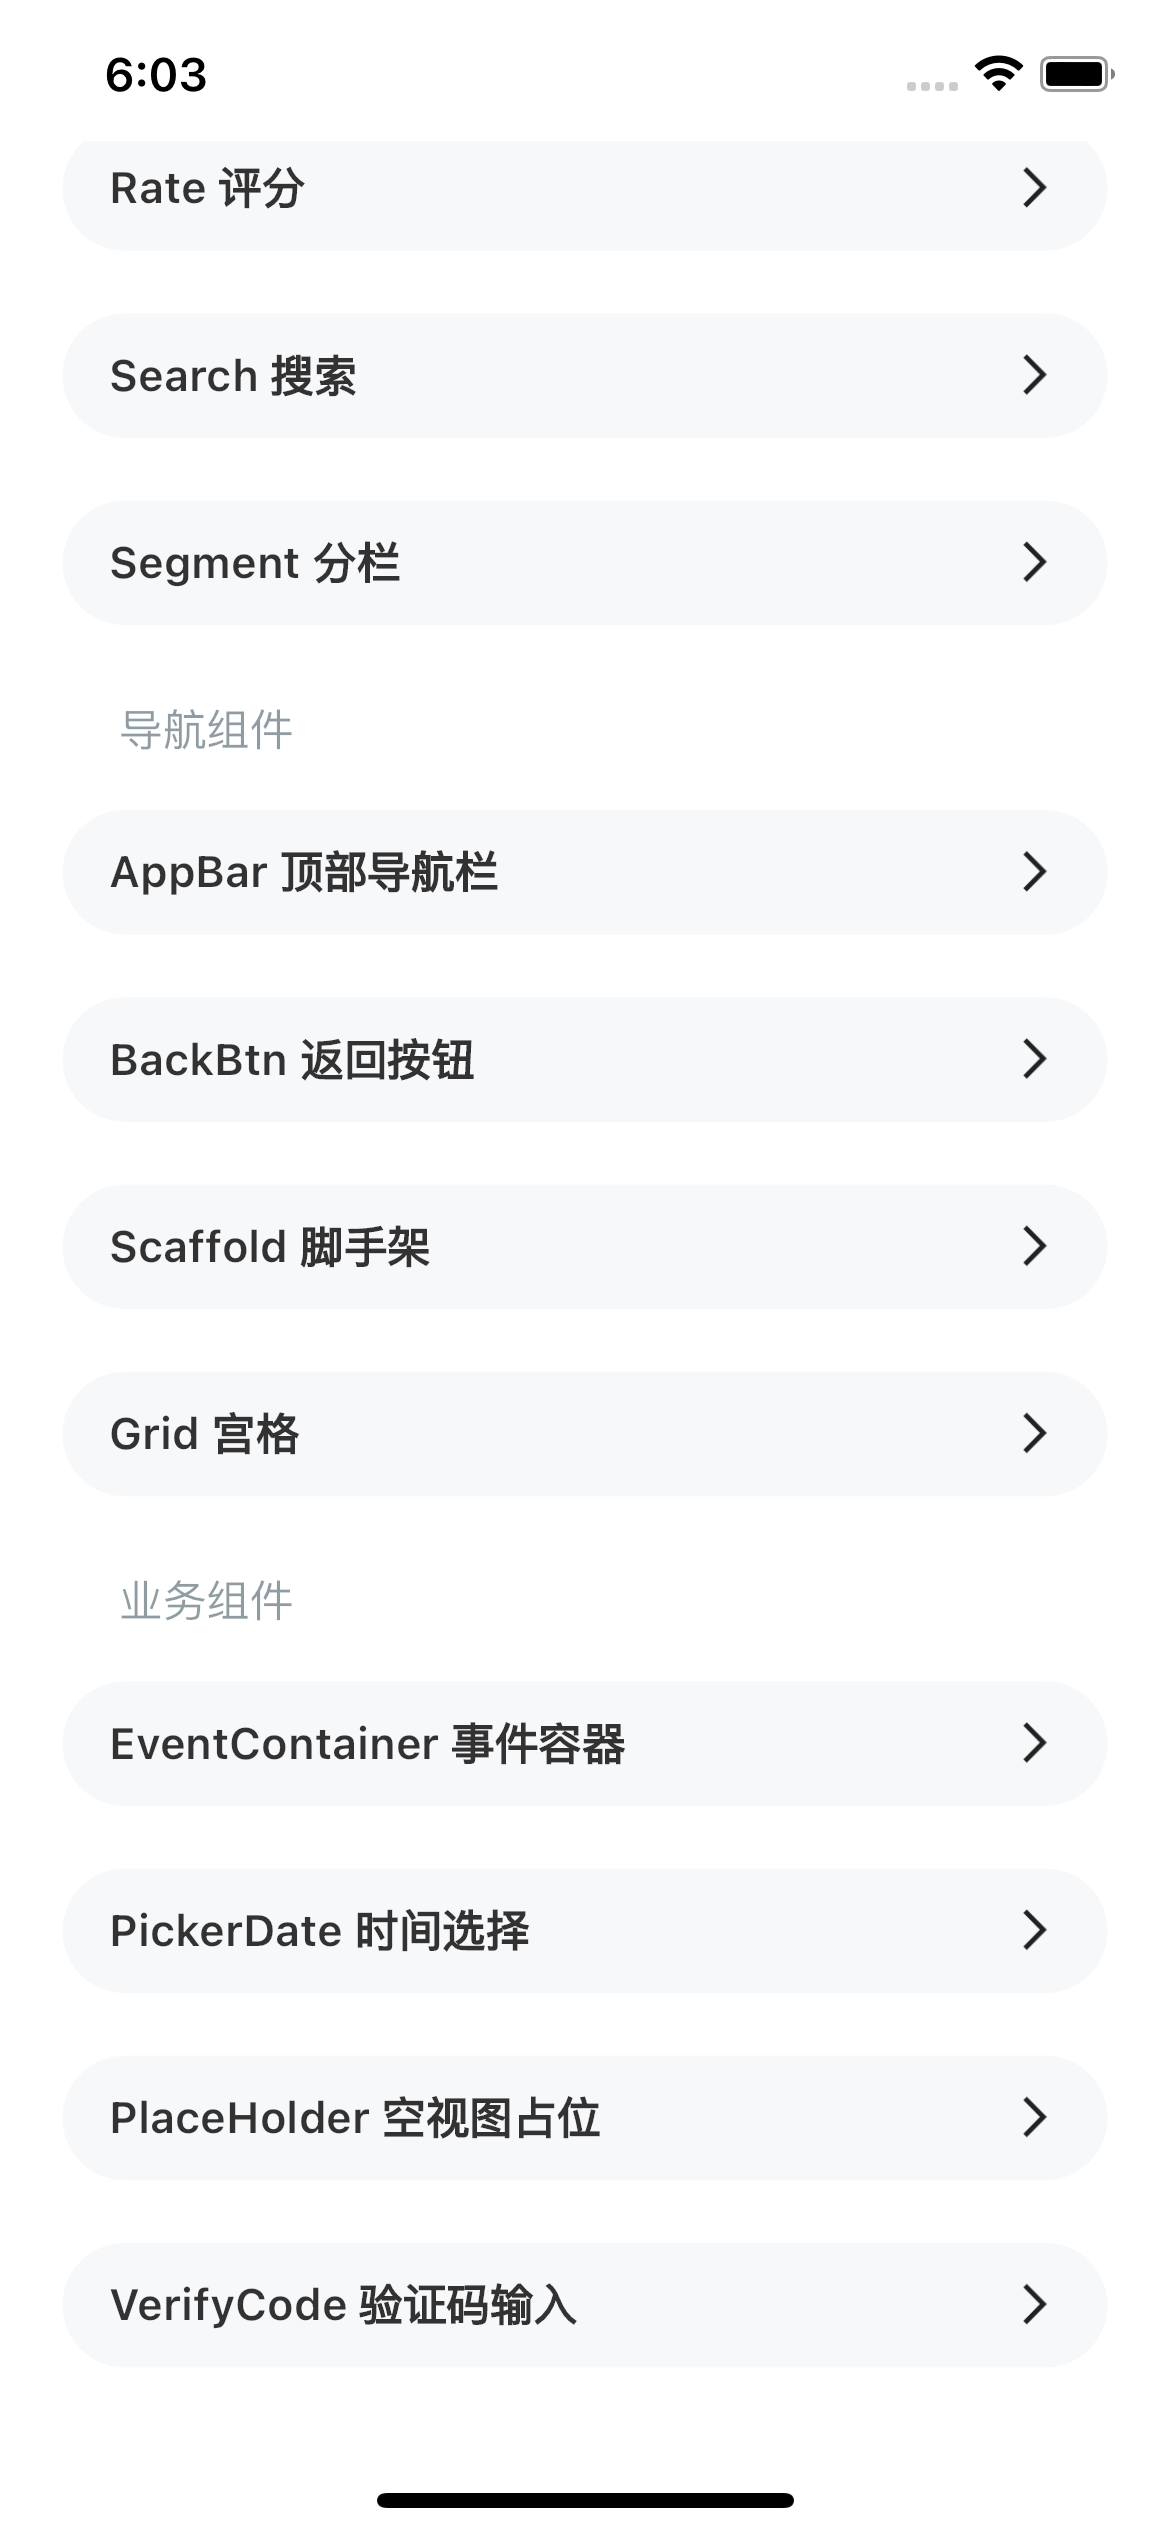 6:03
Rate 评分
Search 搜索
Segment 分栏
导航组件
AppBar 顶部导航栏
BackBtn 返回按钮
Scaffold 脚手架
Grid 宫格
业务组件
EventContainer 事件容器
PickerDate 时间选择
PlaceHolder 空视图占位
VerifyCode 验证码输入